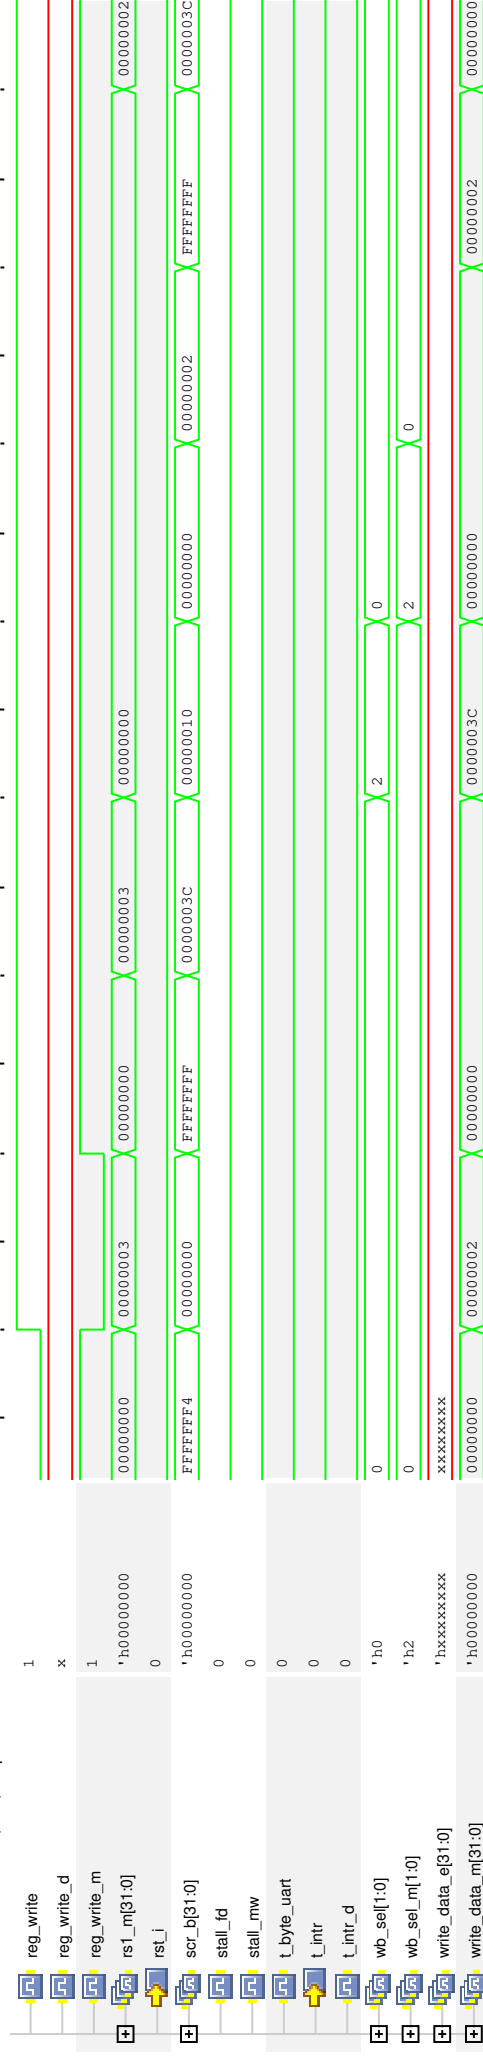 reg_write 1
reg_write_d x
reg_write_m 1
rs1_m[31:0] 'h00000000 00000000 00000003 00000000 00000003 00000000 00000002
rst_i 0
scr_b[31:0] 'h00000000 FFFFFFF4 00000000 FFFFFFFF 0000003C 00000010 00000000 00000002 FFFFFFFF 0000003C
stall_fd 0
stall_mw 0
t_byte_uart 0
t_intr 0
t_intr_d 0
wb_sel[1:0] 'h0 0 2 0
wb_sel_m[1:0] 'h2 0 2 0
write_data_e[31:0] 'hxxxxxxxx xxxxxxxx
write_data_m[31:0] 'h00000000 00000000 00000002 00000000 0000003C 00000000 00000002 00000000